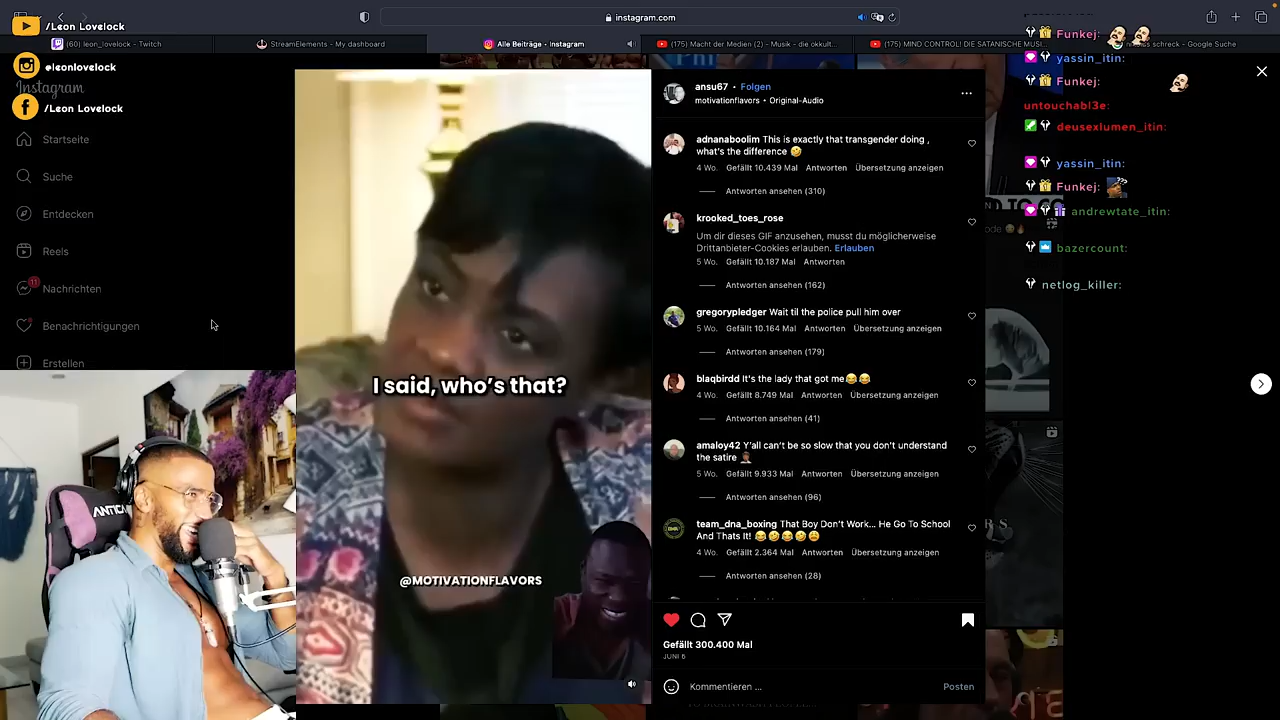 /Leon Lovelock
instagram.com
(60) leon_lovelock - Twitch
StreamElements - My dashboard
Alle Beiträge • Instagram
(175) Macht der Medien (2) - Musik - die okkult...
(175) MIND CONTROL! DIE SATANISCHE MUSI...
schreck - Google Suche
@leonlovelock
Instagram
/Leon Lovelock
Startseite
Suche
Entdecken
Reels
11
Nachrichten
Benachrichtigungen
Erstellen
ANTIC
I said, who's that?
@MOTIVATIONFLAVORS
ansu67 • Folgen
motivationflavors • Original-Audio
adnanaboolim This is exactly that transgender doing ,
what's the difference 🤣
4 Wo. Gefällt 10.439 Mal Antworten Übersetzung anzeigen
Antworten ansehen (310)
krooked_toes_rose
Um dir dieses GIF anzusehen, musst du möglicherweise
Drittanbieter-Cookies erlauben. Erlauben
5 Wo. Gefällt 10.187 Mal Antworten
Antworten ansehen (162)
gregorypledger Wait til the police pull him over
5 Wo. Gefällt 10.164 Mal Antworten Übersetzung anzeigen
Antworten ansehen (179)
blaqbirdd It's the lady that got me😂😂
4 Wo. Gefällt 8.749 Mal Antworten Übersetzung anzeigen
Antworten ansehen (41)
amaloy42 Y'all can't be so slow that you don't understand
the satire
5 Wo. Gefällt 9.933 Mal Antworten Übersetzung anzeigen
Antworten ansehen (96)
team_dna_boxing That Boy Don't Work... He Go To School
And Thats It! 😂🤣😂🤣😩
4 Wo. Gefällt 2.364 Mal Antworten Übersetzung anzeigen
Antworten ansehen (28)
Gefällt 300.400 Mal
JUNI 6
Kommentieren ...
Posten
Funkej:
yassin_itin:
Funkej:
untouchabl3e:
deusexlumen_itin:
yassin_itin:
Funkej:
andrewtate_itin:
bazercount:
netlog_killer: